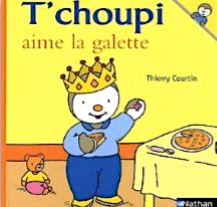 T'choupi
aime la galette
Thierry Courtin
Nathan